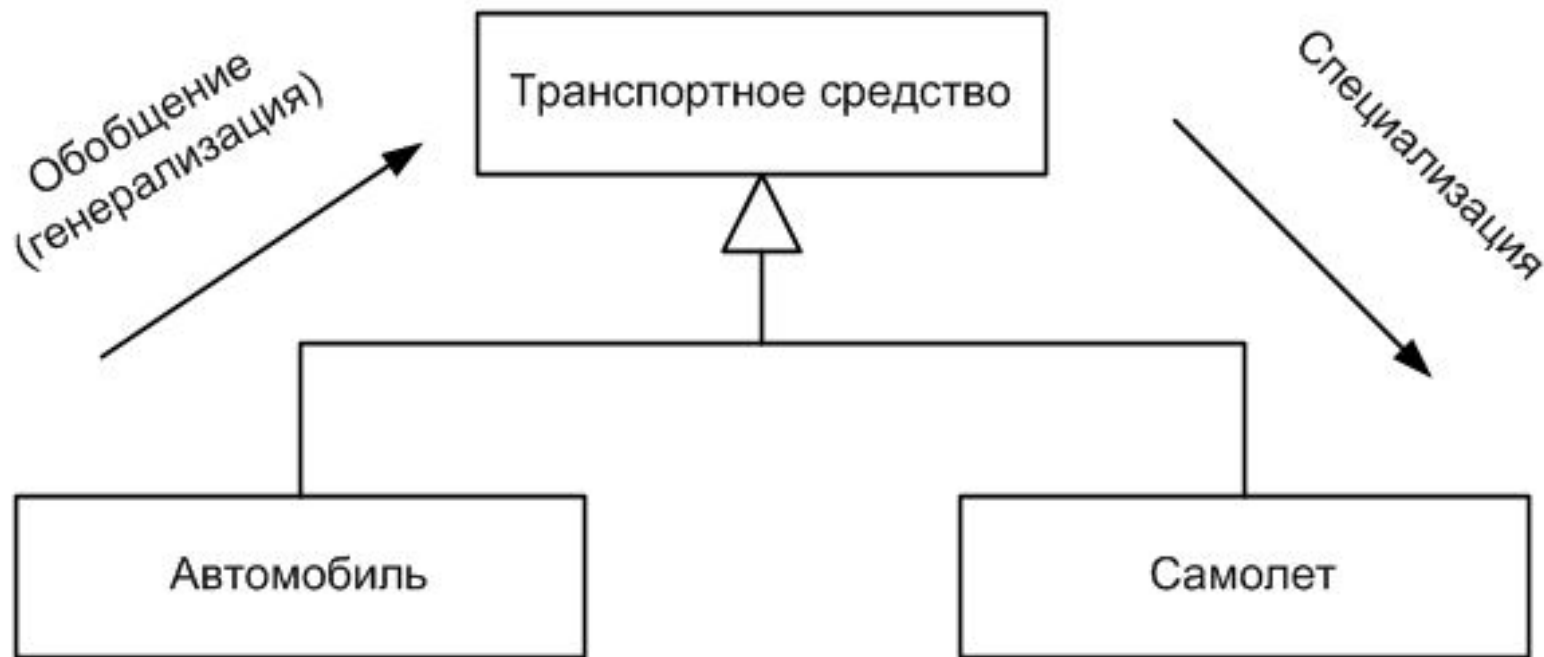 Обобщение
(генерализация)
Транспортное средство
Специализация
Автомобиль
Самолет